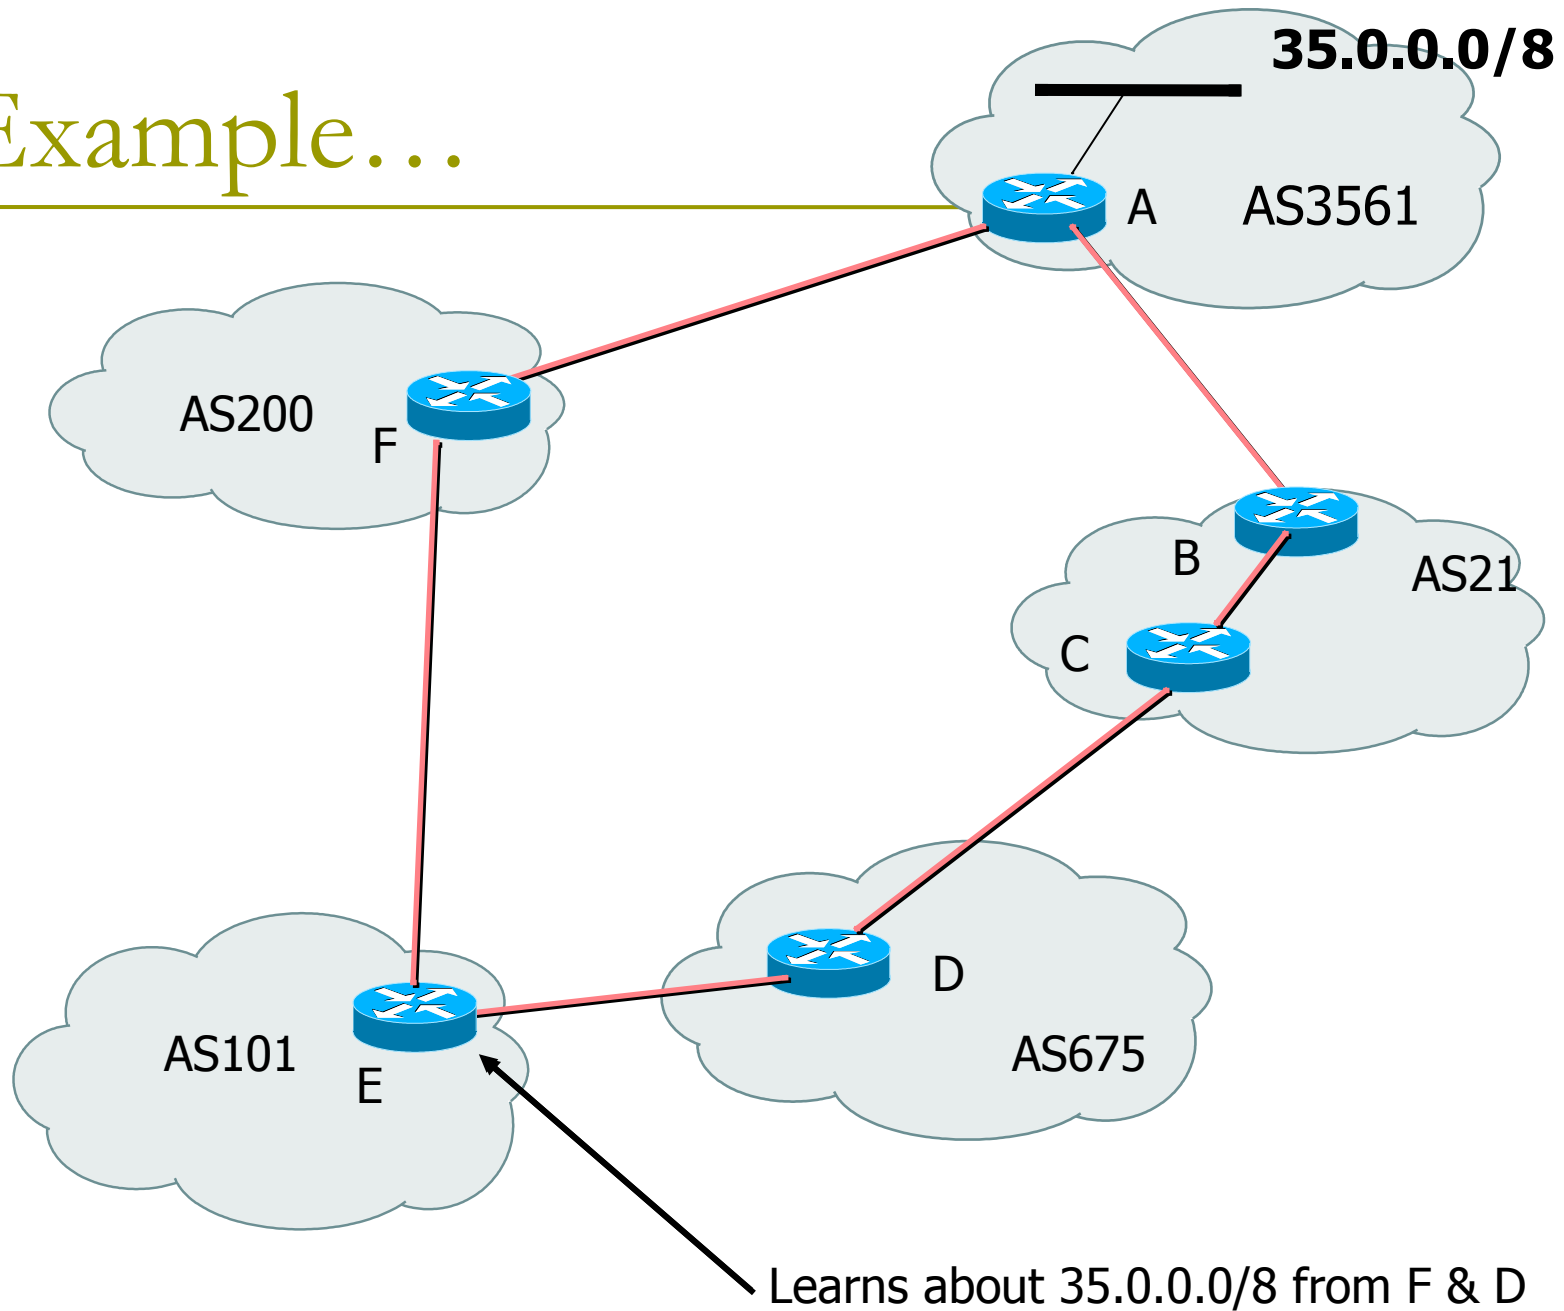 35.0.0.0/8
Example…
A
AS3561
AS200
F
B
AS21
C
D
AS101
E
AS675
Learns about 35.0.0.0/8 from F & D